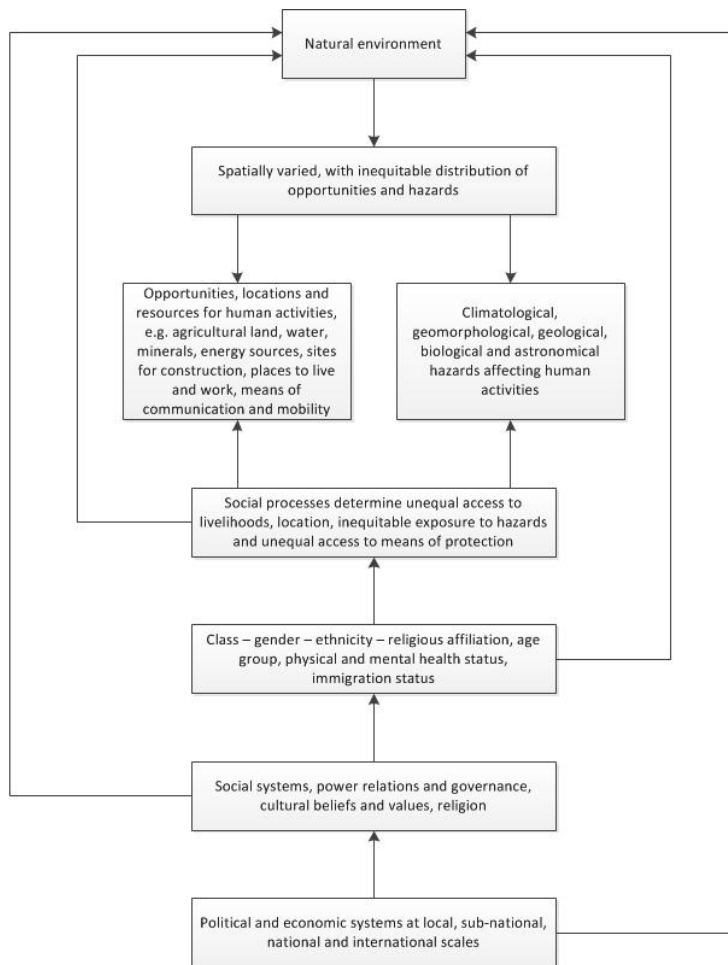 Natural environment
Spatially varied, with inequitable distribution of
opportunities and hazards
Opportunities, locations and
resources for human activities,
e.g. agricultural land, water,
minerals, energy sources, sites
for construction, places to live
and work, means of
communication and mobility
Climatological,
geomorphological, geological,
biological and astronomical
hazards affecting human
activities
Social processes determine unequal access to
livelihoods, location, inequitable exposure to hazards
and unequal access to means of protection
Class – gender – ethnicity – religious affiliation, age
group, physical and mental health status,
immigration status
Social systems, power relations and governance,
cultural beliefs and values, religion
Political and economic systems at local, sub-national,
national and international scales